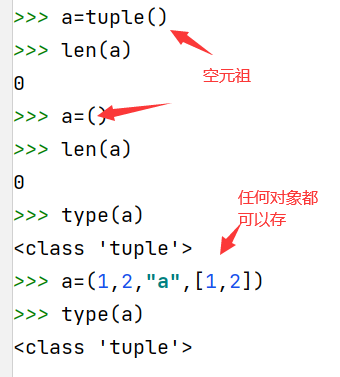 >>> a=tuple()
>>> len(a)
空元祖
0
>>> a=()
>>> len(a)
0
任何对象都
可以存
>>> type(a)
<class 'tuple'>
>>> a=(1,2,"a",[1,2])
>>> type(a)
<class 'tuple'>